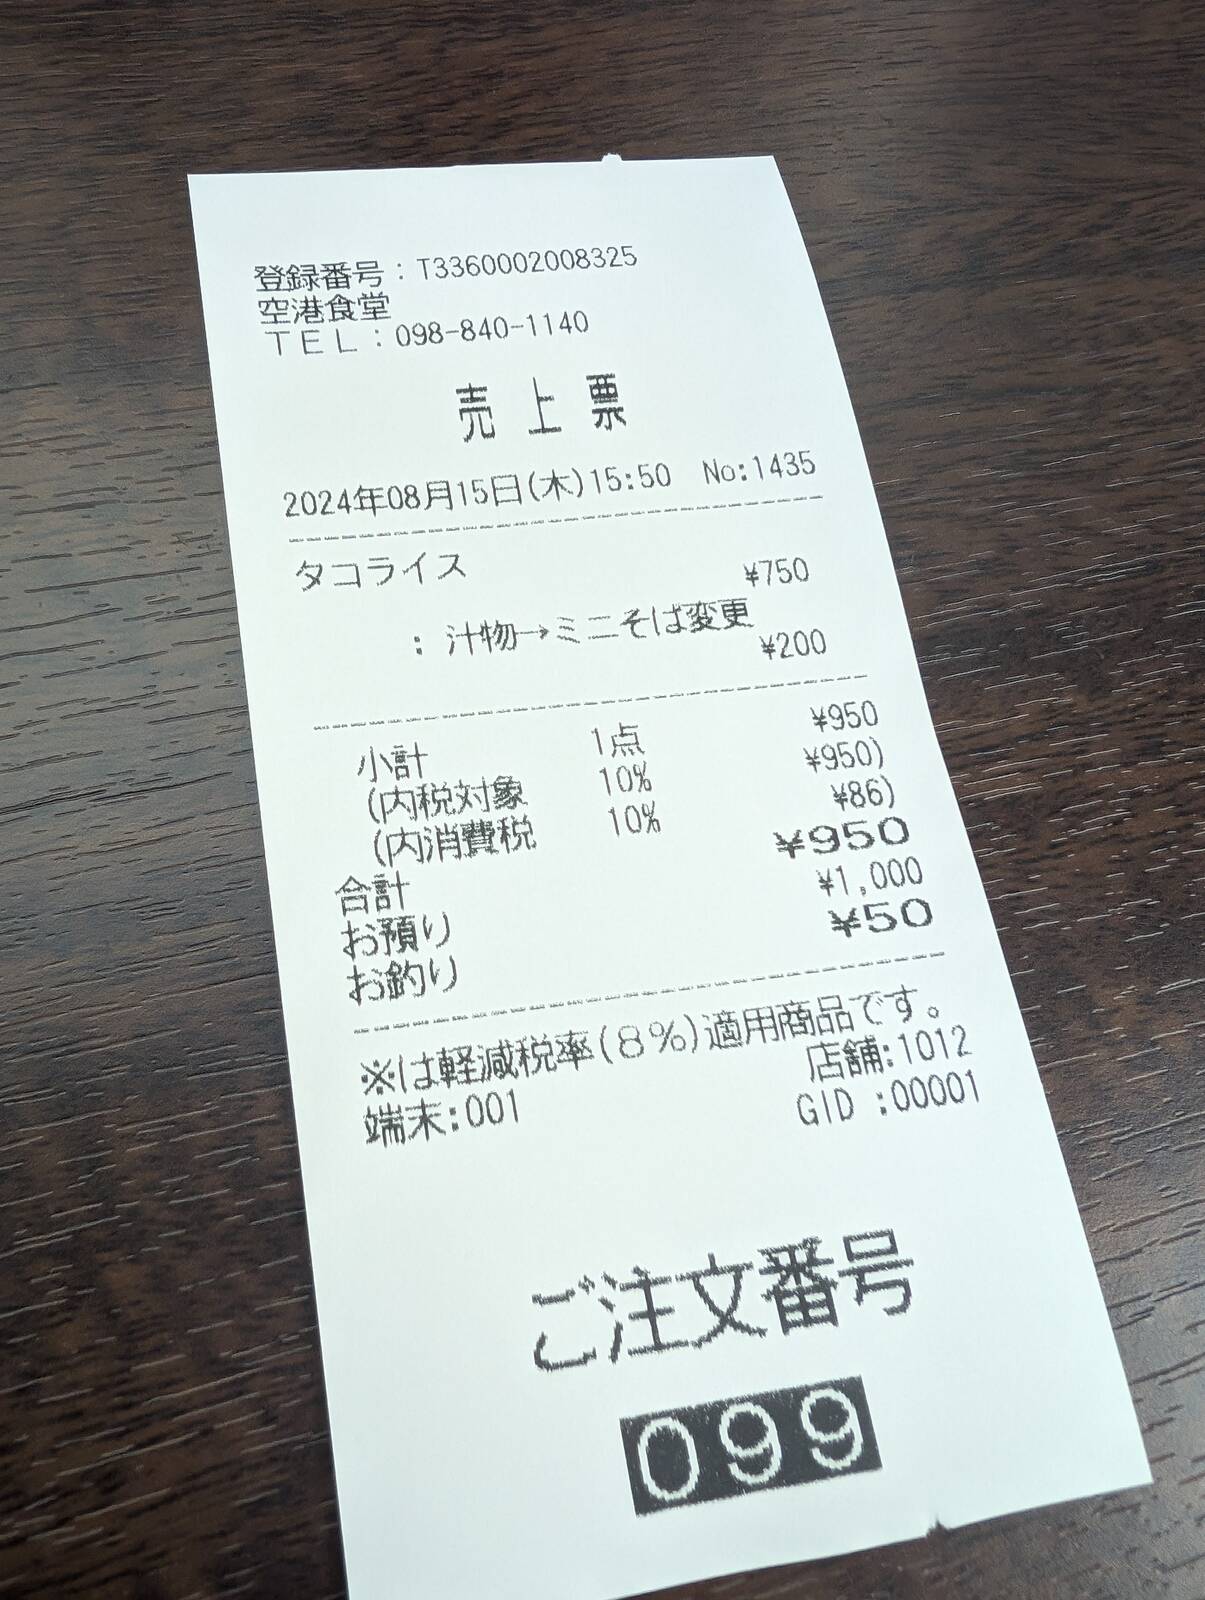 登録番号：T3360002008325
空港食堂
ＴＥＬ：098-840-1140
売上票
2024年08月15日(木)15:50 No:1435
タコライス ¥750
：汁物→ミニそば変更
¥200
小計 1点 ¥950
(内税対象 10% ¥950)
(内消費税 10% ¥86)
合計 ¥950
お預り ¥1,000
お釣り ¥50
※は軽減税率(8%)適用商品です。
店舗:1012
端末:001 GID :00001
ご注文番号
099